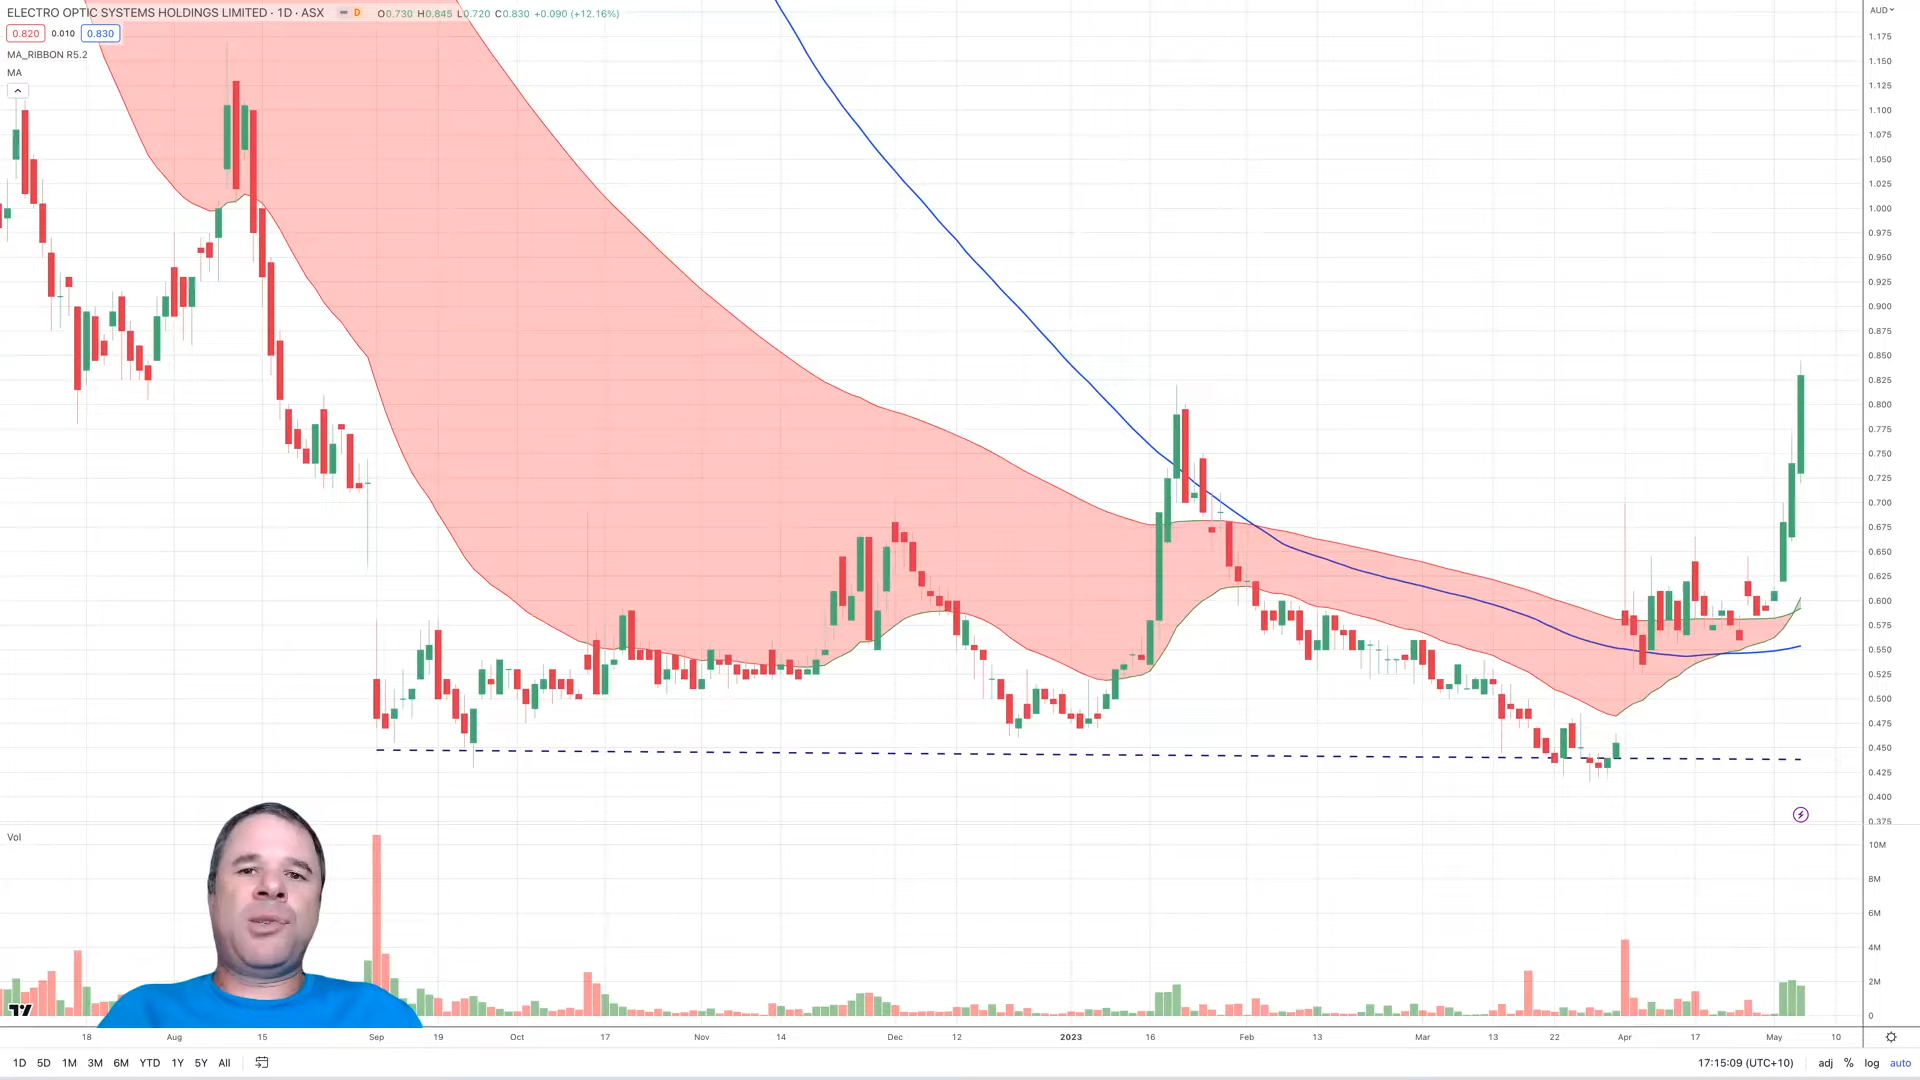 ELECTRO OPTIC SYSTEMS HOLDINGS LIMITED · 1D · ASX D O0.730 H0.845 L0.720 C0.830 +0.090 (+12.16%)
AUD
0.820 0.010 0.830
MA_RIBBON R5.2
MA
1.175
1.150
1.125
1.100
1.075
1.050
1.025
1.000
0.975
0.950
0.925
0.900
0.875
0.850
0.825
0.800
0.775
0.750
0.725
0.700
0.675
0.650
0.625
0.600
0.575
0.550
0.525
0.500
0.475
0.450
0.425
0.400
0.375
Vol
10M
8M
6M
4M
2M
0
18 Aug 15 Sep 19 Oct 17 Nov 14 Dec 12 2023 16 Feb 13 Mar 13 22 Apr 17 May 10
1D 5D 1M 3M 6M YTD 1Y 5Y All 17:15:09 (UTC+10) adj % log auto